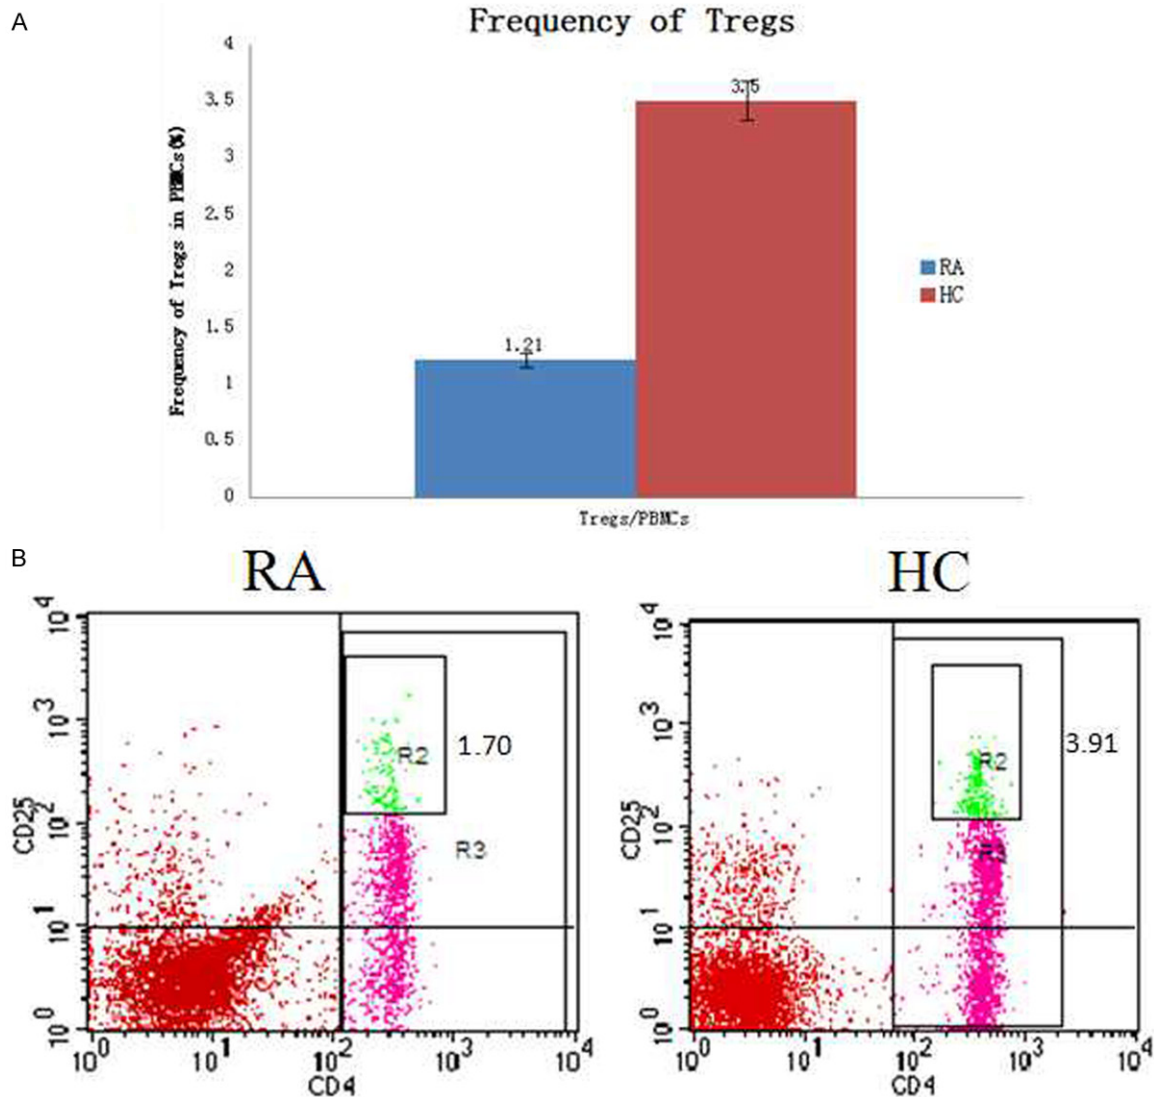 A
Frequency of Tregs
Frequency of Tregs in PBMCs(%)
4
3.5
3
2.5
2
1.5
1
0.5
0
1.21
3.5
RA
HC
Tregs/PBMCs
B
RA
CD25
10^4
10^3
10^2
10^1
10^0
R2
1.70
R3
10^0 10^1 10^2 10^3 10^4
CD4
HC
CD25
10^4
10^3
10^2
10^1
10^0
R2
3.91
R3
10^0 10^1 10^2 10^3 10^4
CD4